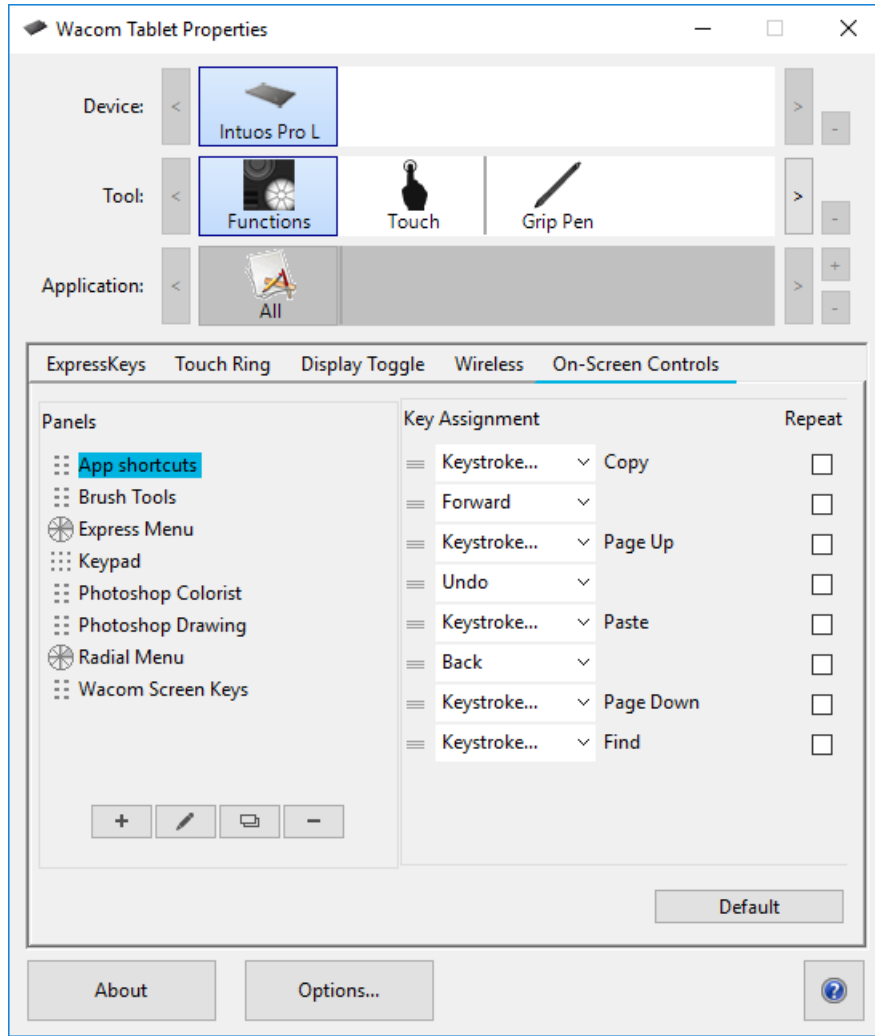 Wacom Tablet Properties
Device:
<
Intuos Pro L
>
-
Tool:
<
Functions
Touch
Grip Pen
>
-
Application:
<
All
>
+
-
ExpressKeys Touch Ring Display Toggle Wireless On-Screen Controls
Panels
App shortcuts
Brush Tools
Express Menu
Keypad
Photoshop Colorist
Photoshop Drawing
Radial Menu
Wacom Screen Keys
Key Assignment Repeat
Keystroke... Copy
Forward
Keystroke... Page Up
Undo
Keystroke... Paste
Back
Keystroke... Page Down
Keystroke... Find
Default
About Options... ?